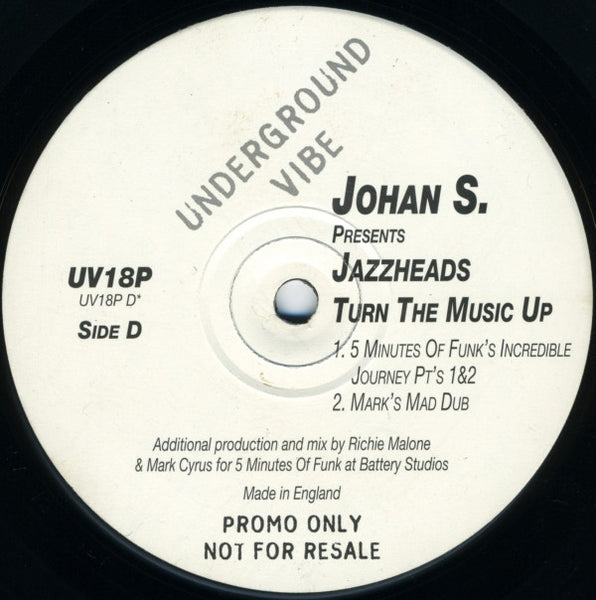 UNDERGROUND
VIBE
JOHAN S.
PRESENTS
JAZZHEADS
TURN THE MUSIC UP
1. 5 MINUTES OF FUNK'S INCREDIBLE
JOURNEY PT'S 1&2
2. MARK'S MAD DUB
UV18P
UV18P D*
SIDE D
Additional production and mix by Richie Malone
& Mark Cyrus for 5 Minutes Of Funk at Battery Studios
Made in England
PROMO ONLY
NOT FOR RESALE